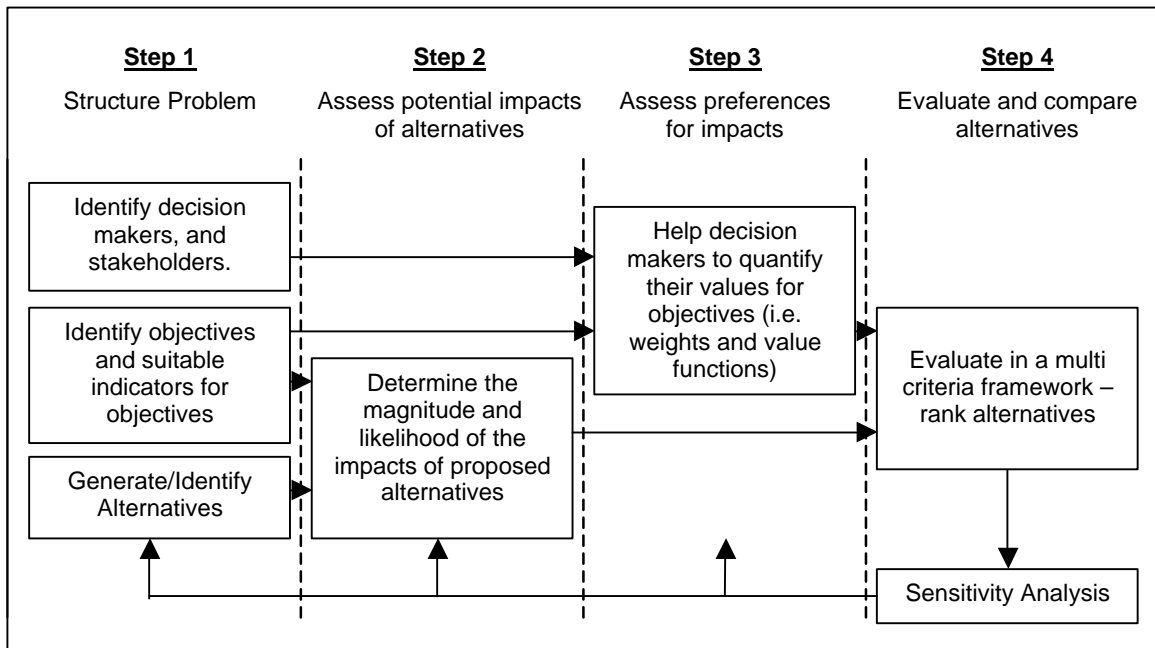 Step 1
Structure Problem
Step 2
Assess potential impacts
of alternatives
Step 3
Assess preferences
for impacts
Step 4
Evaluate and compare
alternatives
Identify decision
makers, and
stakeholders.
Identify objectives
and suitable
indicators for
objectives
Generate/Identify
Alternatives
Determine the
magnitude and
likelihood of the
impacts of proposed
alternatives
Help decision
makers to quantify
their values for
objectives (i.e.
weights and value
functions)
Evaluate in a multi
criteria framework –
rank alternatives
Sensitivity Analysis